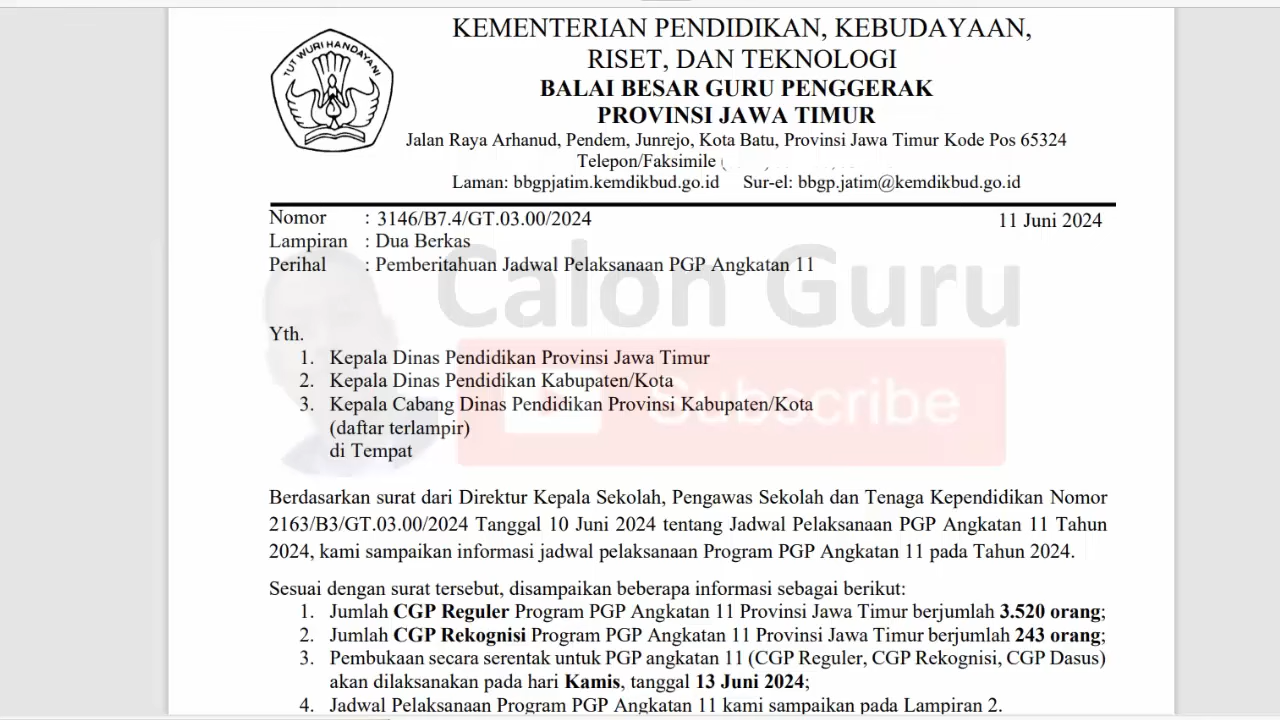 TUT WURI HANDAYANI
KEMENTERIAN PENDIDIKAN, KEBUDAYAAN,
RISET, DAN TEKNOLOGI
BALAI BESAR GURU PENGGERAK
PROVINSI JAWA TIMUR
Jalan Raya Arhanud, Pendem, Junrejo, Kota Batu, Provinsi Jawa Timur Kode Pos 65324
Telepon/Faksimile
Laman: bbgpjatim.kemdikbud.go.id Sur-el: bbgp.jatim@kemdikbud.go.id
Nomor : 3146/B7.4/GT.03.00/2024 11 Juni 2024
Lampiran : Dua Berkas
Perihal : Pemberitahuan Jadwal Pelaksanaan PGP Angkatan 11
Calon Guru
Yth.
1. Kepala Dinas Pendidikan Provinsi Jawa Timur
2. Kepala Dinas Pendidikan Kabupaten/Kota
3. Kepala Cabang Dinas Pendidikan Provinsi Kabupaten/Kota
Subscribe
(daftar terlampir)
di Tempat
Berdasarkan surat dari Direktur Kepala Sekolah, Pengawas Sekolah dan Tenaga Kependidikan Nomor
2163/B3/GT.03.00/2024 Tanggal 10 Juni 2024 tentang Jadwal Pelaksanaan PGP Angkatan 11 Tahun
2024, kami sampaikan informasi jadwal pelaksanaan Program PGP Angkatan 11 pada Tahun 2024.
Sesuai dengan surat tersebut, disampaikan beberapa informasi sebagai berikut:
1. Jumlah CGP Reguler Program PGP Angkatan 11 Provinsi Jawa Timur berjumlah 3.520 orang;
2. Jumlah CGP Rekognisi Program PGP Angkatan 11 Provinsi Jawa Timur berjumlah 243 orang;
3. Pembukaan secara serentak untuk PGP angkatan 11 (CGP Reguler, CGP Rekognisi, CGP Dasus)
akan dilaksanakan pada hari Kamis, tanggal 13 Juni 2024;
4. Jadwal Pelaksanaan Program PGP Angkatan 11 kami sampaikan pada Lampiran 2.